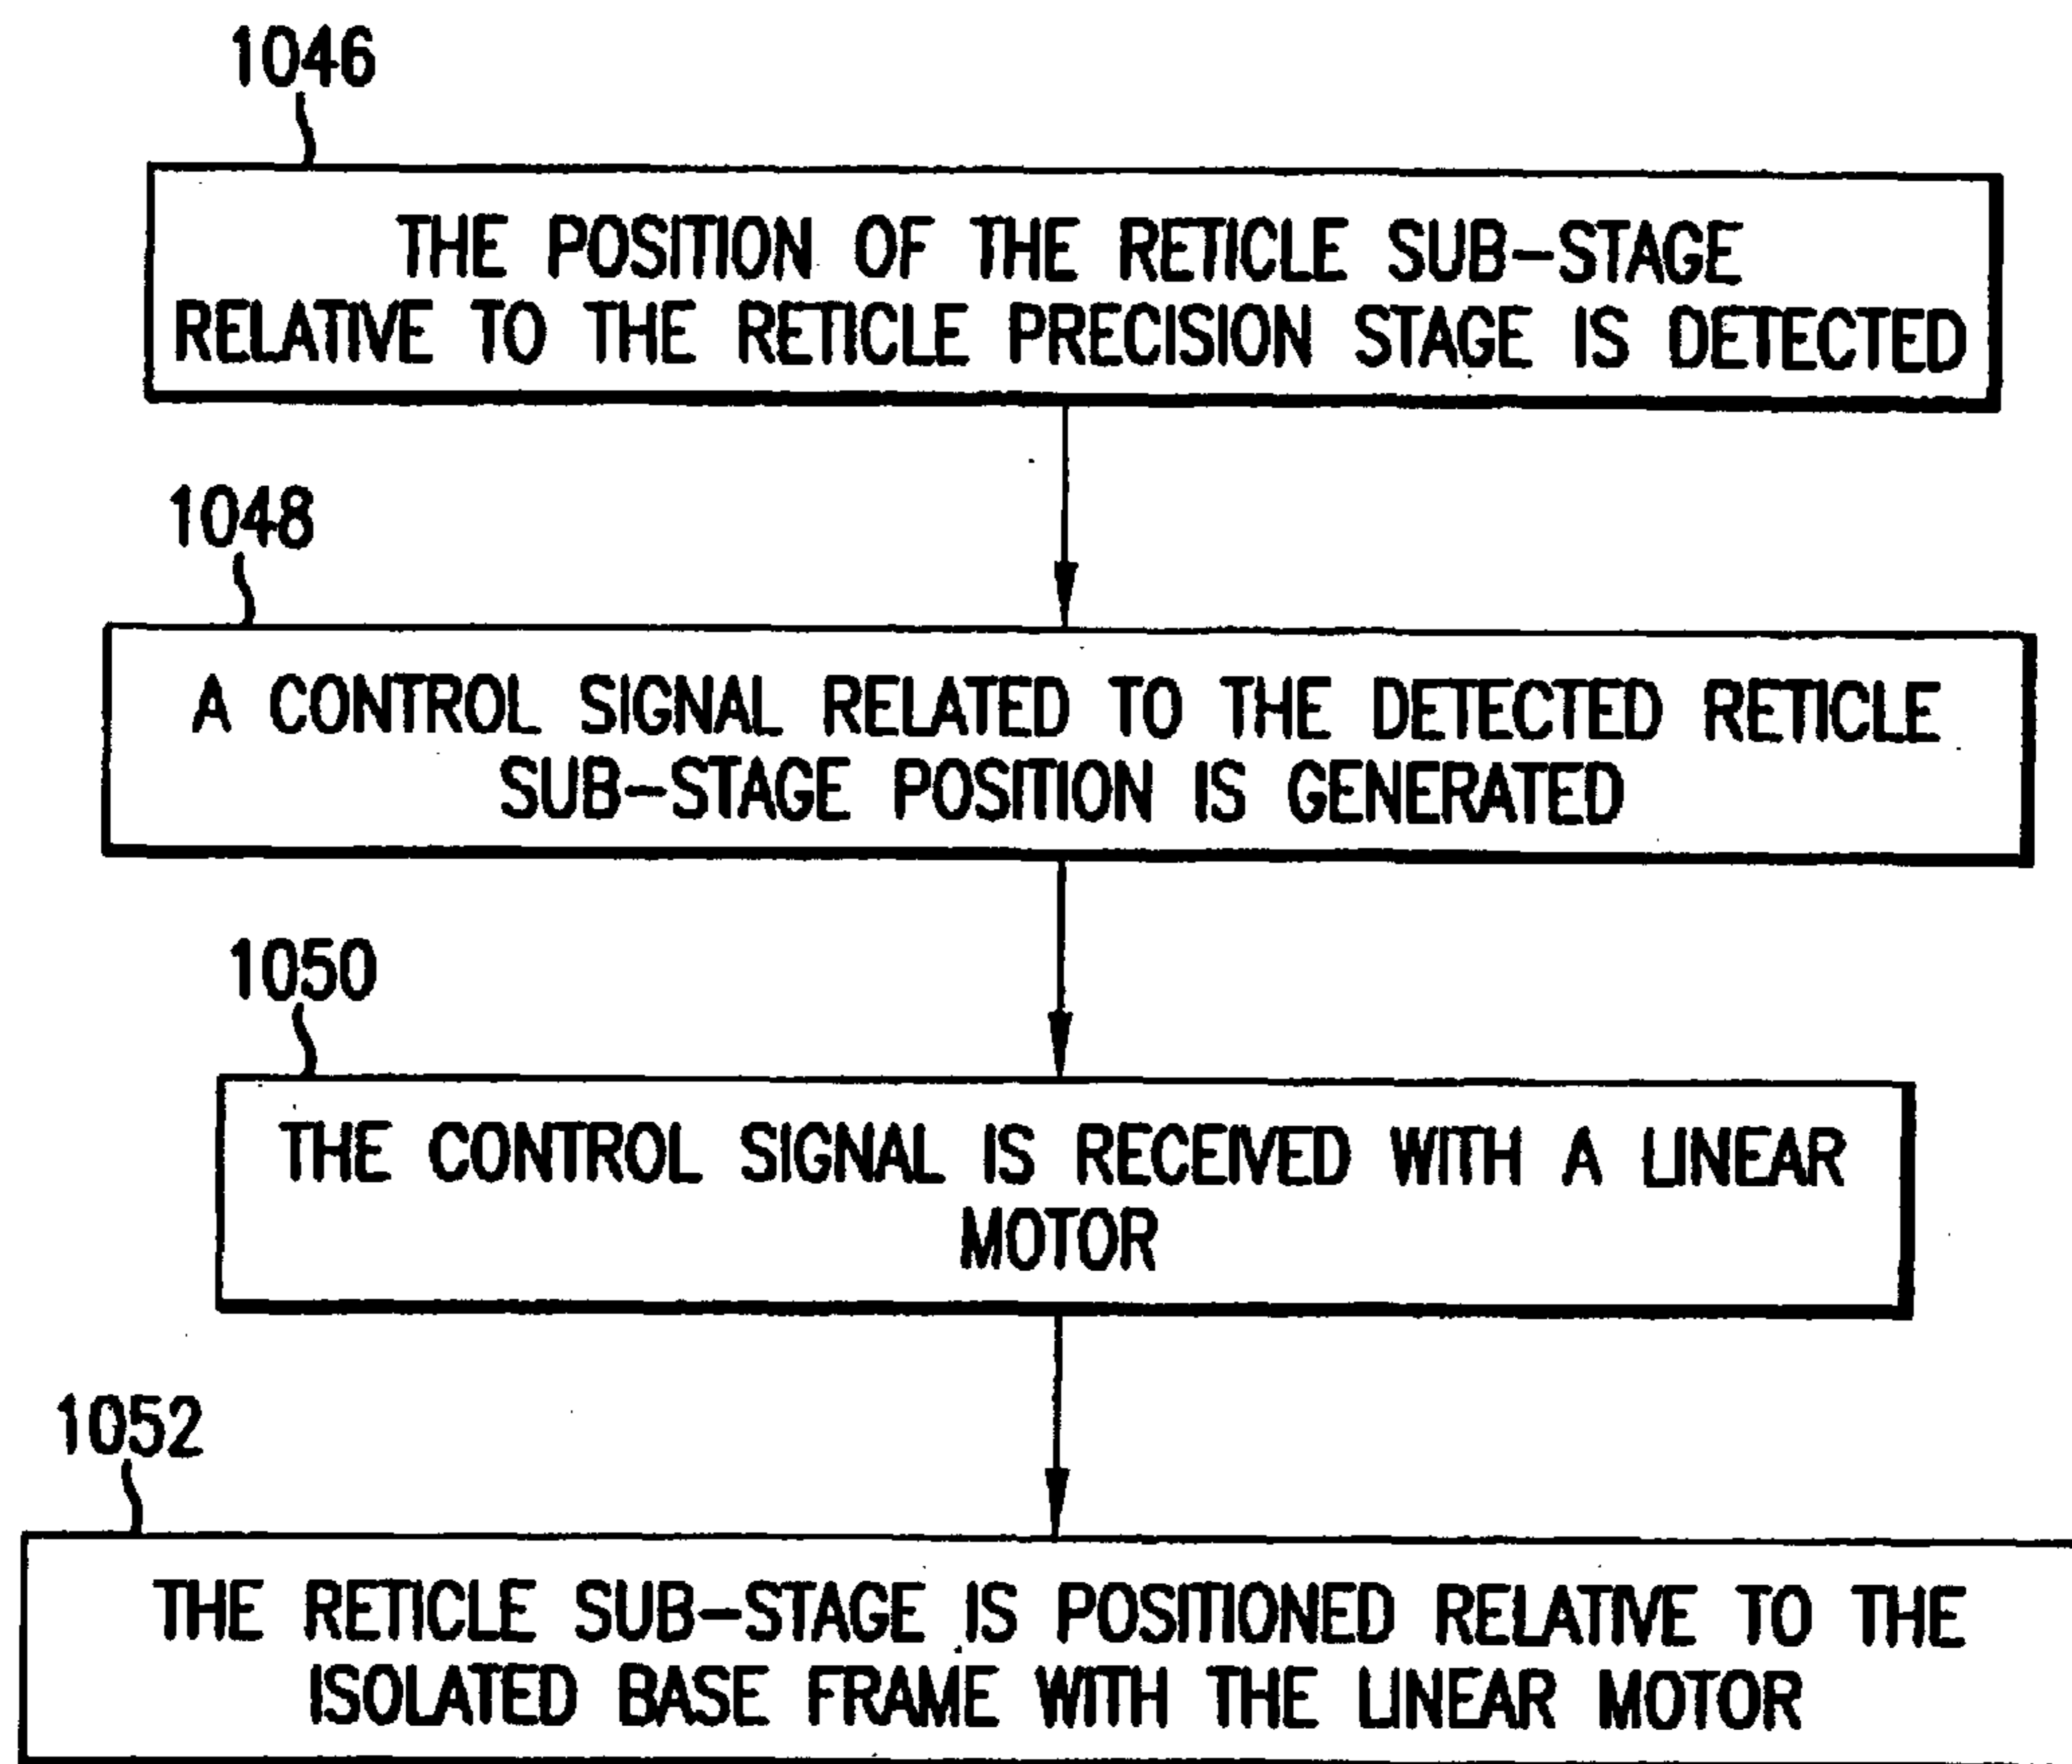 1046
THE POSITION OF THE RETICLE SUB-STAGE
RELATIVE TO THE RETICLE PRECISION STAGE IS DETECTED
1048
A CONTROL SIGNAL RELATED TO THE DETECTED RETICLE
SUB-STAGE POSITION IS GENERATED
1050
THE CONTROL SIGNAL IS RECEIVED WITH A LINEAR
MOTOR
1052
THE RETICLE SUB-STAGE IS POSITIONED RELATIVE TO THE
ISOLATED BASE FRAME WITH THE LINEAR MOTOR